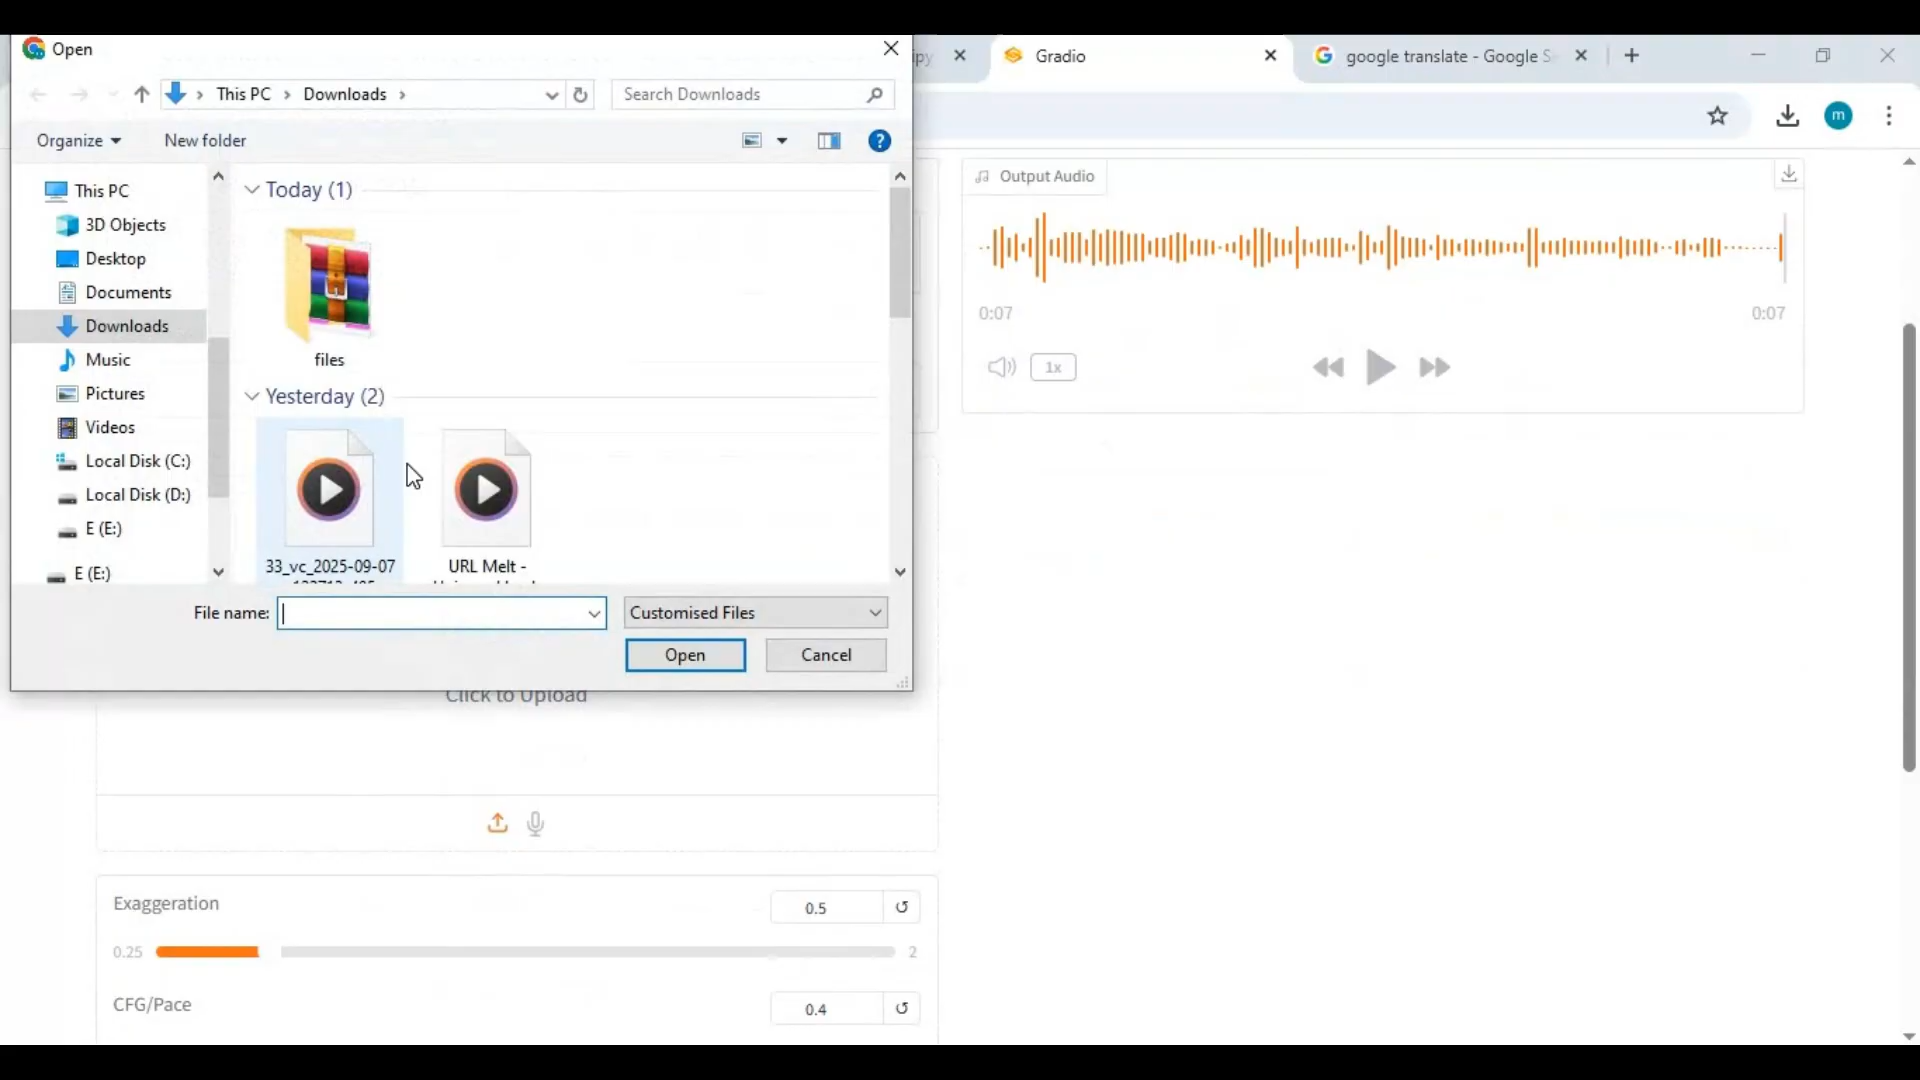 Open
py
Gradio
google translate - Google S
This PC
Downloads
Search Downloads
m
Organize
New folder
This PC
3D Objects
Desktop
Documents
Downloads
Music
Pictures
Videos
Local Disk (C:)
Local Disk (D:)
E (E:)
E (E:)
Today (1)
files
Yesterday (2)
33_vc_2025-09-07
URL Melt -
File name:
Customised Files
Open
Cancel
Click to Upload
Exaggeration
0.5
0.25
2
CFG/Pace
0.4
Output Audio
0:07
0:07
1x